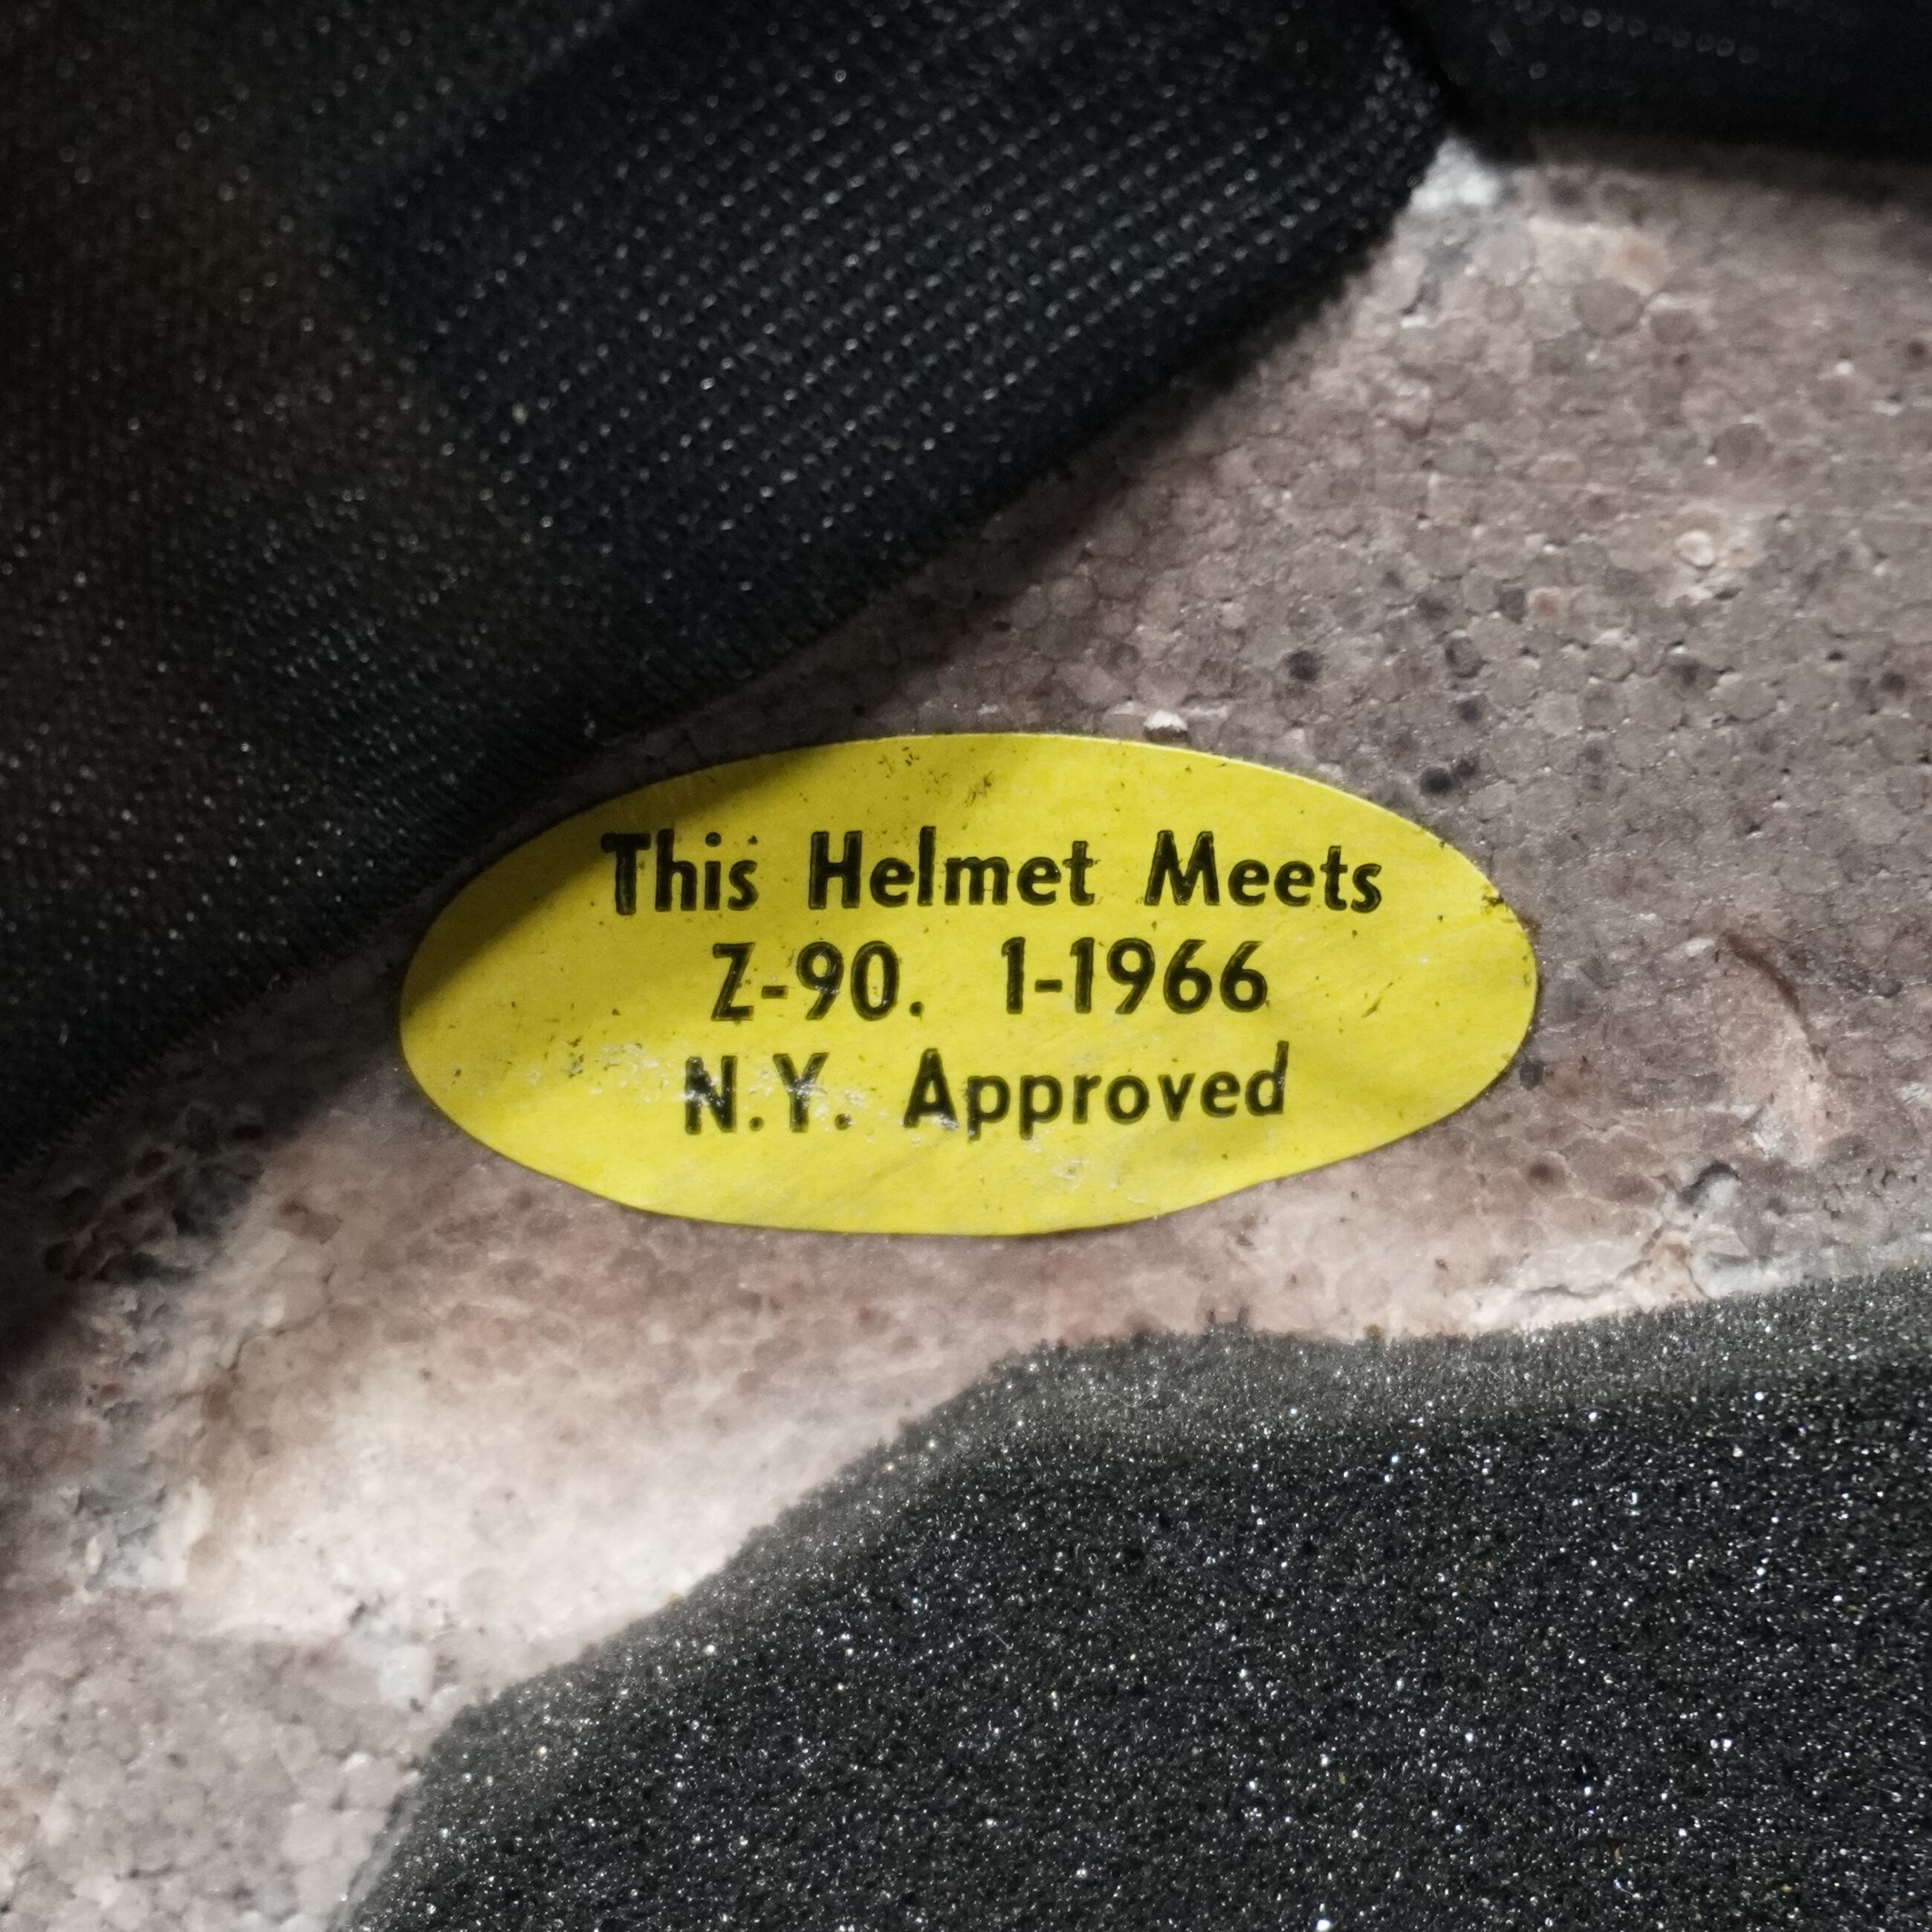 This Helmet Meets
Z-90. 1-1966
N.Y. Approved